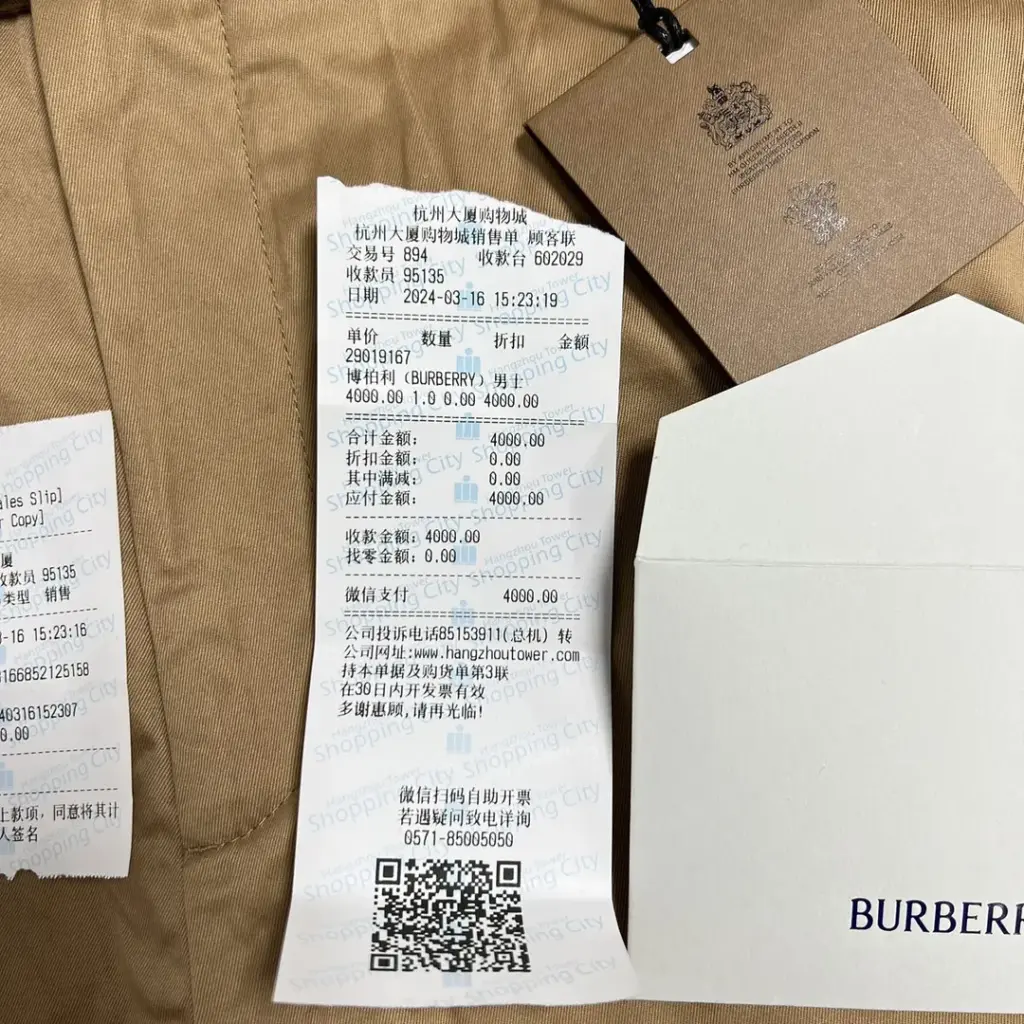 杭州大厦购物城
杭州大厦购物城销售单 顾客联
交易号 894 收款台 602029
收款员 95135
日期 2024-03-16 15:23:19
单价 数量 折扣 金额
29019167
博柏利（BURBERRY）男士
4000.00 1.0 0.00 4000.00
合计金额: 4000.00
折扣金额: 0.00
其中满减: 0.00
应付金额: 4000.00
收款金额: 4000.00
找零金额: 0.00
微信支付 4000.00
公司投诉电话85153911(总机) 转
公司网址:www.hangzhoutower.com
持本单据及购货单第3联
在30日内开发票有效
多谢惠顾,请再光临!
微信扫码自助开票
若遇疑问致电详询
0571-85005050
Hangzhou Tower
Shopping City
ales Slip]
r Copy]
厦
收款员 95135
类型 销售
-16 15:23:16
166852125158
40316152307
0.00
上款项, 同意将其计
人签名
BY APPOINTMENT TO
BURBERR